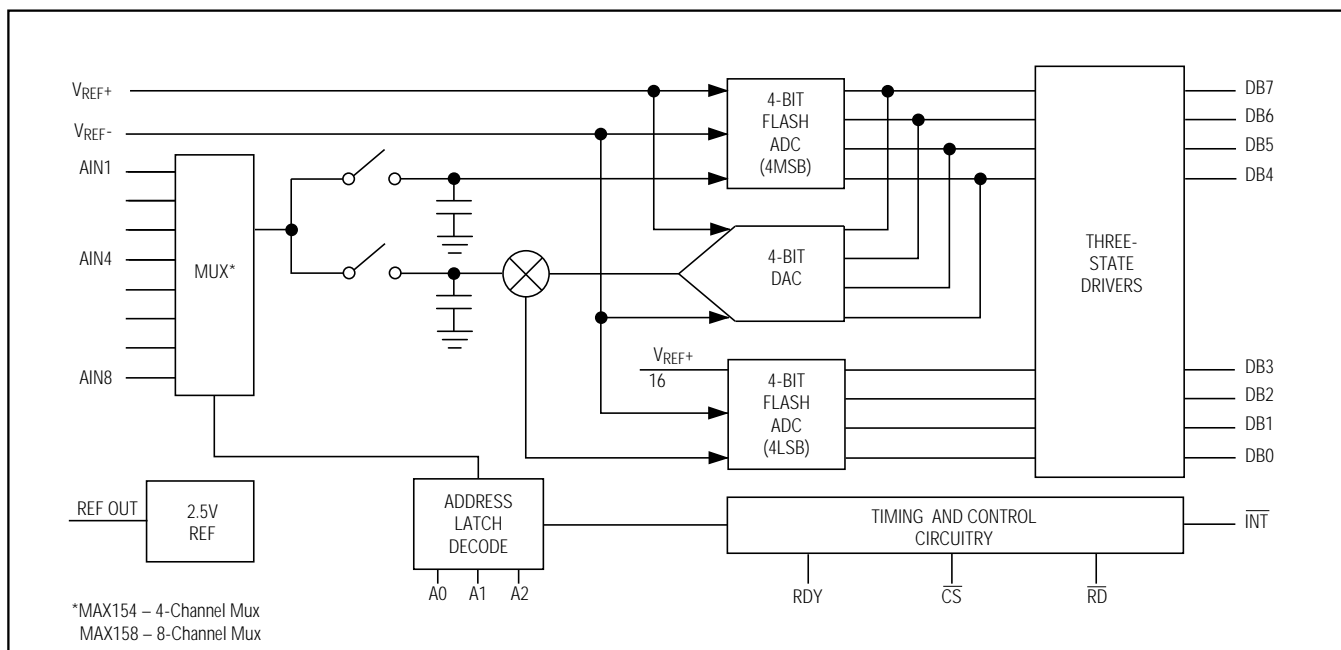 VREF+
VREF-
AIN1
AIN4
AIN8
MUX*
4-BIT
FLASH
ADC
(4MSB)
4-BIT
DAC
VREF+
16
4-BIT
FLASH
ADC
(4LSB)
THREE-
STATE
DRIVERS
DB7
DB6
DB5
DB4
DB3
DB2
DB1
DB0
REF OUT
2.5V
REF
ADDRESS
LATCH
DECODE
A0 A1 A2
TIMING AND CONTROL
CIRCUITRY
INT
RDY CS RD
*MAX154 – 4-Channel Mux
MAX158 – 8-Channel Mux